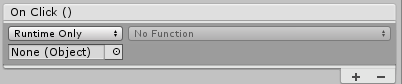 On Click ()
Runtime Only No Function
None (Object)